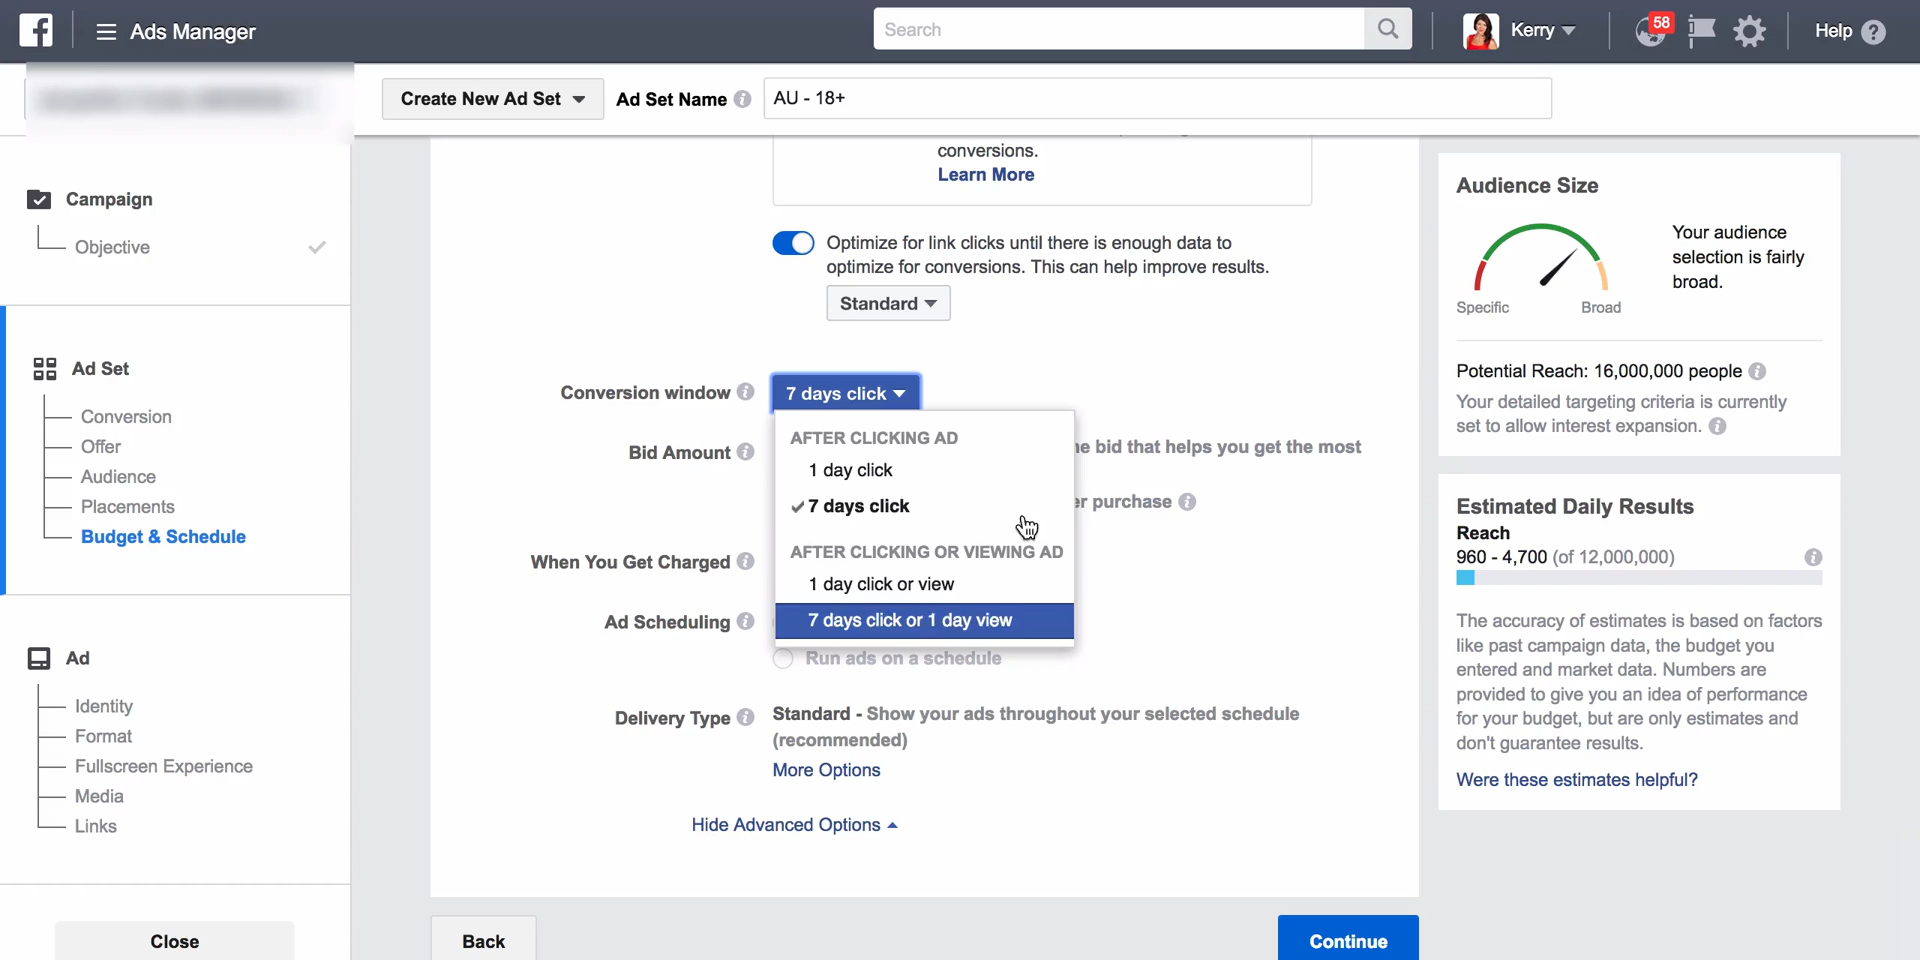 Ads Manager
Search
Kerry
58
Help
Create New Ad Set
Ad Set Name
AU - 18+
Campaign
Objective
Ad Set
Conversion
Offer
Audience
Placements
Budget & Schedule
Ad
Identity
Format
Fullscreen Experience
Media
Links
Close
conversions.
Learn More
Optimize for link clicks until there is enough data to
optimize for conversions. This can help improve results.
Standard
Conversion window
7 days click
AFTER CLICKING AD
1 day click
7 days click
AFTER CLICKING OR VIEWING AD
1 day click or view
7 days click or 1 day view
Bid Amount
bid that helps you get the most
purchase
When You Get Charged
Ad Scheduling
Run ads on a schedule
Delivery Type
Standard - Show your ads throughout your selected schedule
(recommended)
More Options
Hide Advanced Options
Back
Continue
Audience Size
Specific
Broad
Your audience
selection is fairly
broad.
Potential Reach: 16,000,000 people
Your detailed targeting criteria is currently
set to allow interest expansion.
Estimated Daily Results
Reach
960 - 4,700 (of 12,000,000)
The accuracy of estimates is based on factors
like past campaign data, the budget you
entered and market data. Numbers are
provided to give you an idea of performance
for your budget, but are only estimates and
don't guarantee results.
Were these estimates helpful?